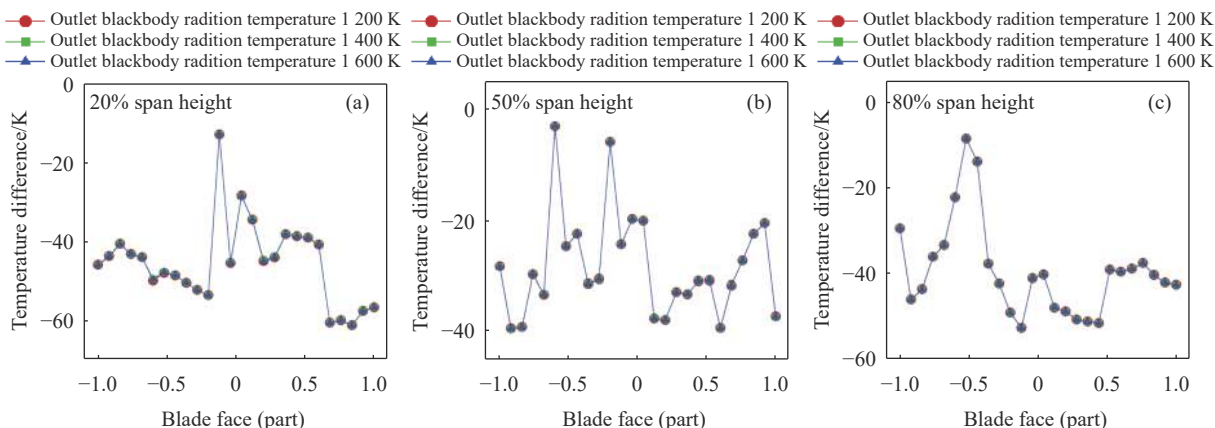 Outlet blackbody radition temperature 1 200 K
Outlet blackbody radition temperature 1 400 K
Outlet blackbody radition temperature 1 600 K
0
20% span height
(a)
−20
−40
−60
Temperature difference/K
−1.0
−0.5
0
0.5
1.0
Blade face (part)
Outlet blackbody radition temperature 1 200 K
Outlet blackbody radition temperature 1 400 K
Outlet blackbody radition temperature 1 600 K
0
50% span height
(b)
−20
−40
Temperature difference/K
−1.0
−0.5
0
0.5
1.0
Blade face (part)
Outlet blackbody radition temperature 1 200 K
Outlet blackbody radition temperature 1 400 K
Outlet blackbody radition temperature 1 600 K
0
80% span height
(c)
−20
−40
−60
Temperature difference/K
−1.0
−0.5
0
0.5
1.0
Blade face (part)